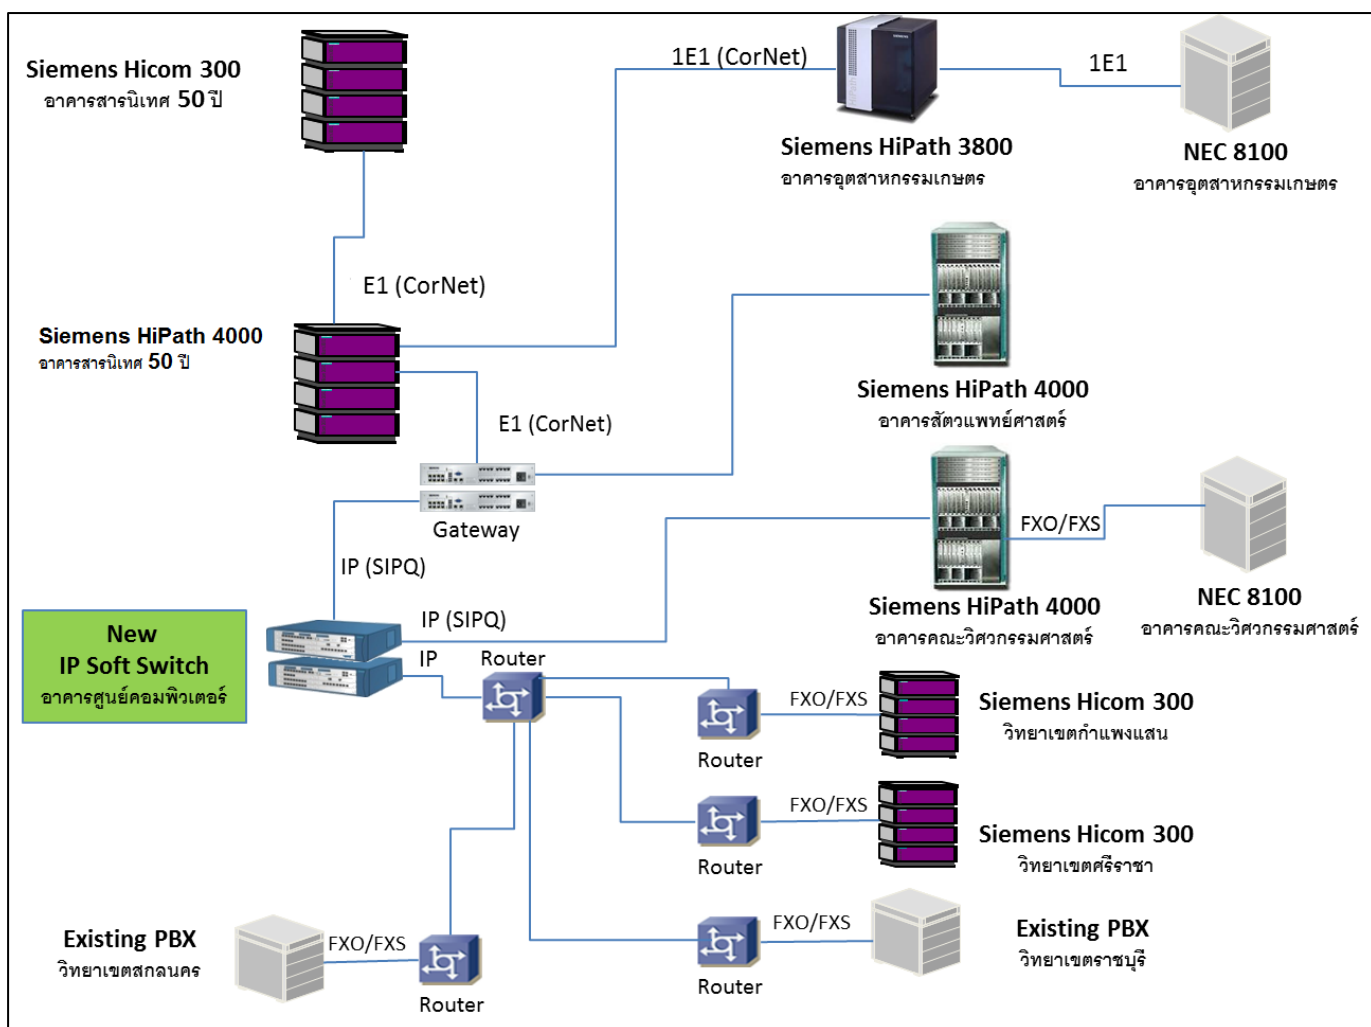 Siemens Hicom 300
อาคารสารนิเทศ 50 ปี
1E1 (CorNet)
1E1
Siemens HiPath 3800
อาคารอุตสาหกรรมเกษตร
NEC 8100
อาคารอุตสาหกรรมเกษตร
E1 (CorNet)
Siemens HiPath 4000
อาคารสารนิเทศ 50 ปี
Siemens HiPath 4000
อาคารสัตวแพทย์ศาสตร์
E1 (CorNet)
Gateway
FXO/FXS
IP (SIPQ)
Siemens HiPath 4000
อาคารคณะวิศวกรรมศาสตร์
NEC 8100
อาคารคณะวิศวกรรมศาสตร์
New
IP Soft Switch
อาคารศูนย์คอมพิวเตอร์
IP (SIPQ)
IP
Router
FXO/FXS
Router
Siemens Hicom 300
วิทยาเขตกำแพงแสน
FXO/FXS
Router
Siemens Hicom 300
วิทยาเขตศรีราชา
Existing PBX
วิทยาเขตสกลนคร
FXO/FXS
Router
FXO/FXS
Router
Existing PBX
วิทยาเขตราชบุรี